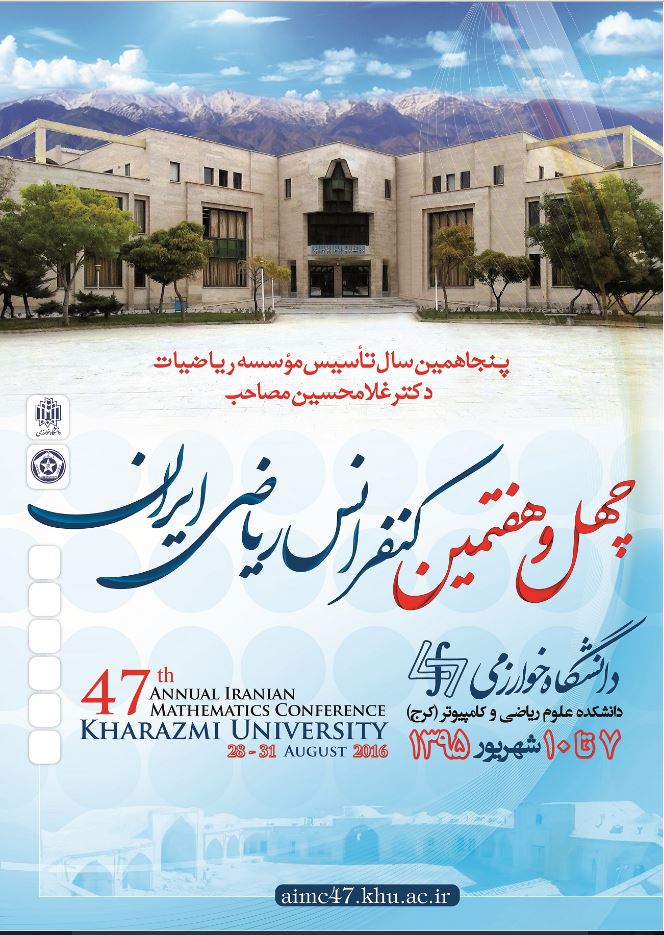 پنجاهمین سال تأسیس مؤسسه ریاضیات
دکتر غلامحسین مصاحب
دانشگاه خوارزمی
چهل و هفتمین کنفرانس ریاضی ایران
دانشگاه خوارزمی
دانشکده علوم ریاضی و کامپیوتر (کرج)
۷ تا ۱۰ شهریور ۱۳۹۵
47th
ANNUAL IRANIAN
MATHEMATICS CONFERENCE
KHARAZMI UNIVERSITY
28 - 31 AUGUST 2016
aimc47.khu.ac.ir